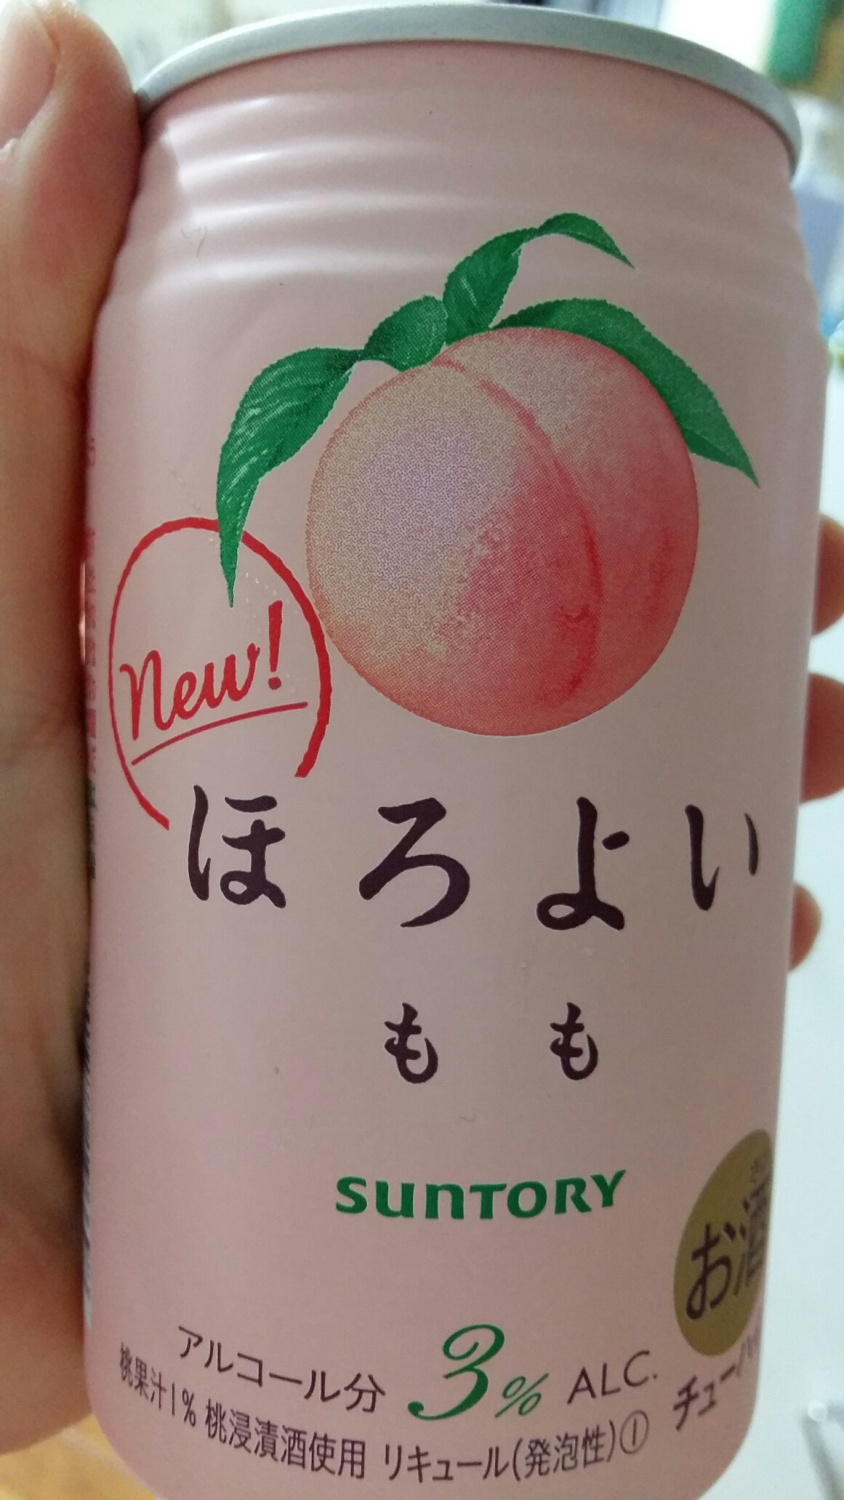 New!
ほろよい
もも
SUNTORY
お酒
アルコール分 3% ALC.
桃果汁1% 桃浸漬酒使用 リキュール(発泡性)①